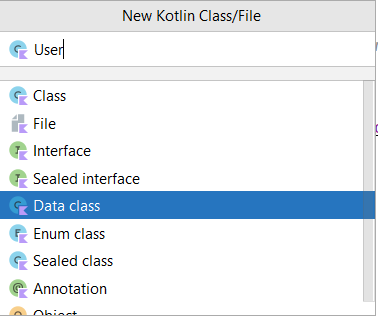 New Kotlin Class/File
User
Class
File
Interface
Sealed interface
Data class
Enum class
Sealed class
Annotation
Object